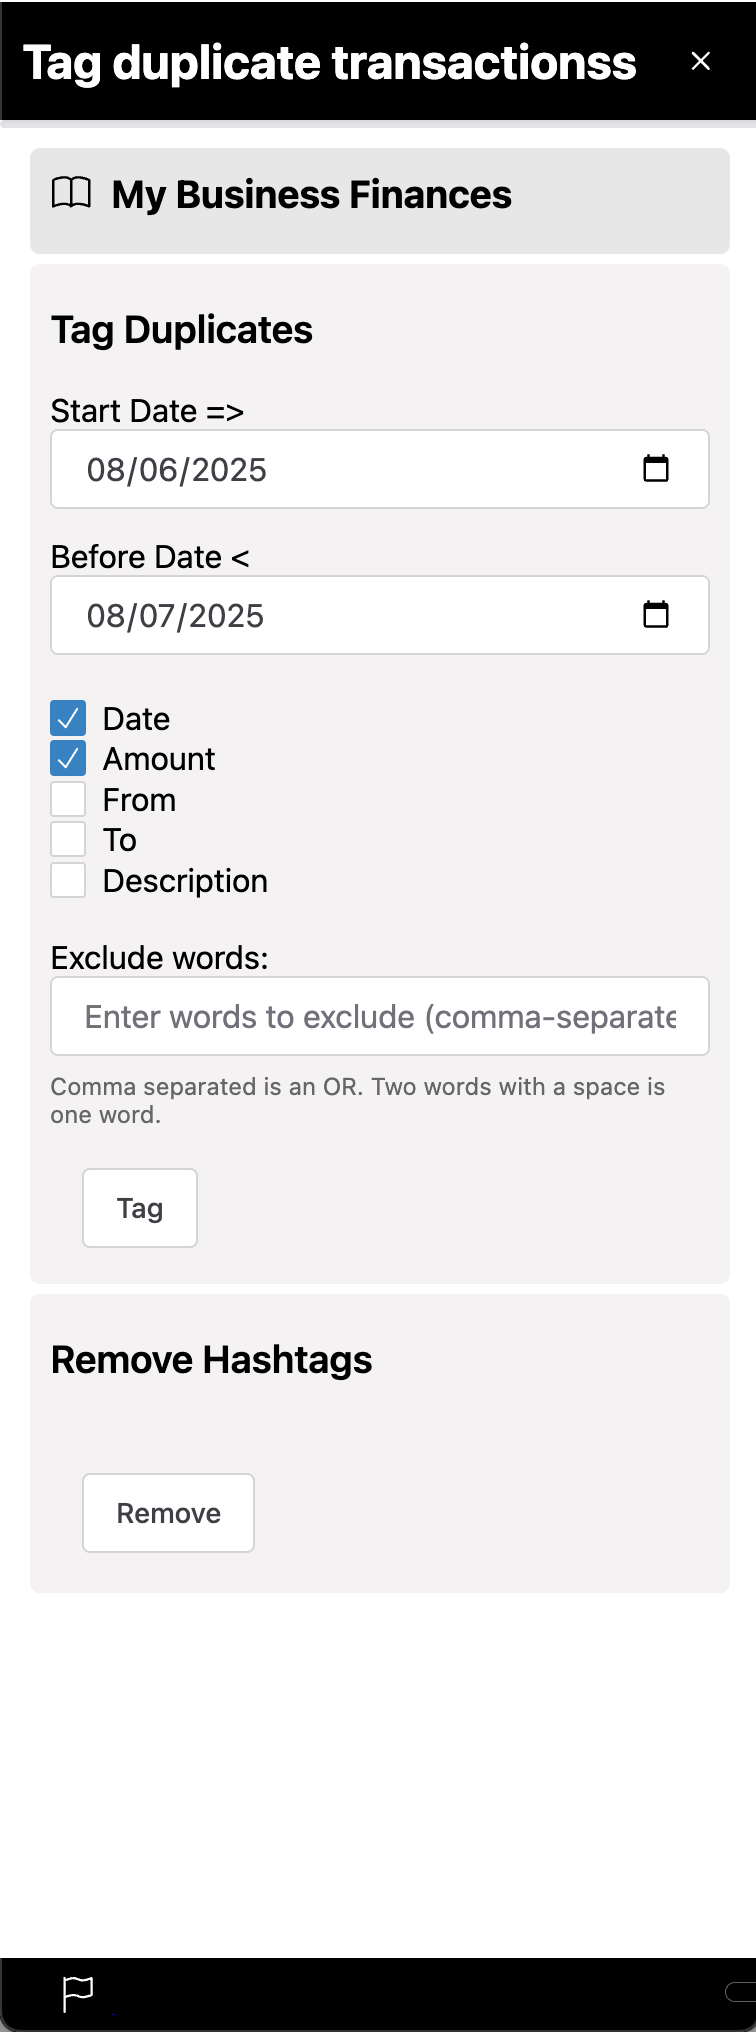 Tag duplicate transactionss
My Business Finances
Tag Duplicates
Start Date =>
08/06/2025
Before Date <
08/07/2025
Date
Amount
From
To
Description
Exclude words:
Enter words to exclude (comma-separate
Comma separated is an OR. Two words with a space is
one word.
Tag
Remove Hashtags
Remove